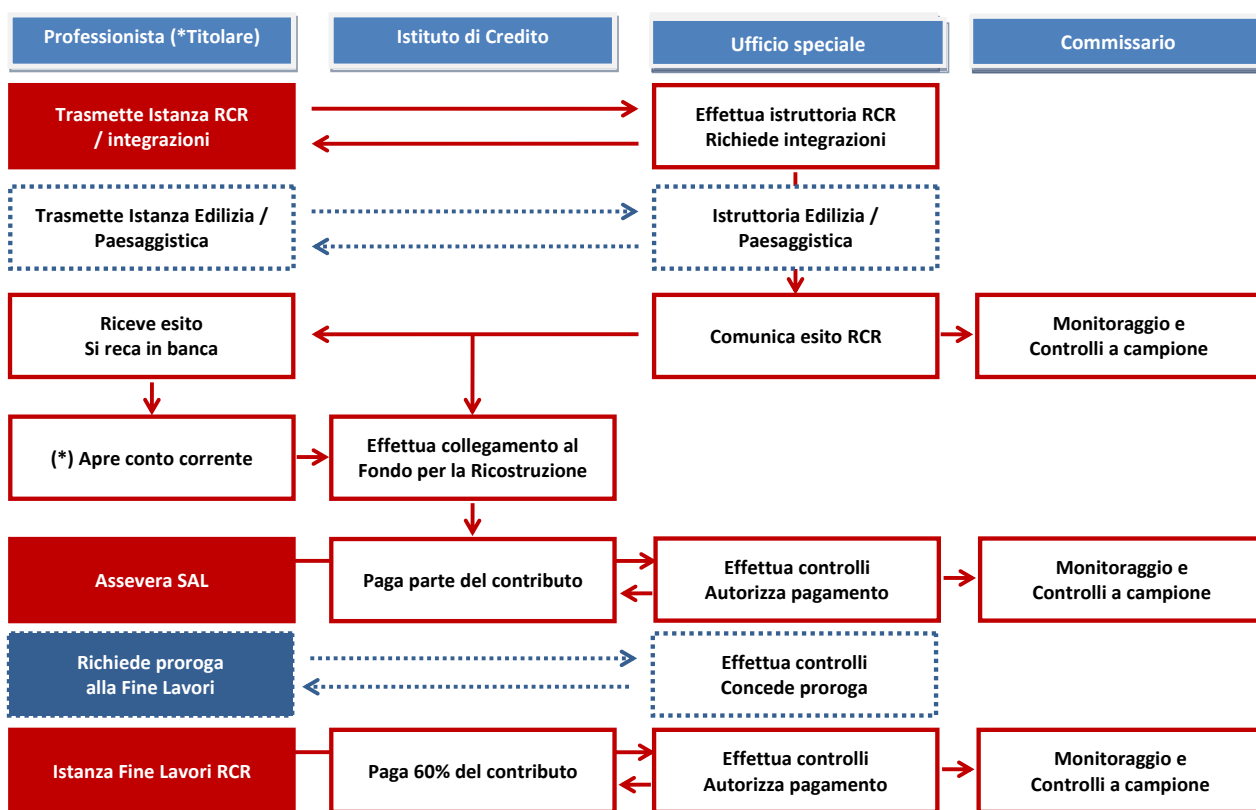 Professionista (*Titolare)
Istituto di Credito
Ufficio speciale
Commissario
Trasmette Istanza RCR
/ integrazioni
Effettua istruttoria RCR
Richiede integrazioni
Trasmette Istanza Edilizia /
Paesaggistica
Istruttoria Edilizia /
Paesaggistica
Riceve esito
Si reca in banca
Comunica esito RCR
Monitoraggio e
Controlli a campione
(*) Apre conto corrente
Effettua collegamento al
Fondo per la Ricostruzione
Assevera SAL
Paga parte del contributo
Effettua controlli
Autorizza pagamento
Monitoraggio e
Controlli a campione
Richiede proroga
alla Fine Lavori
Effettua controlli
Concede proroga
Istanza Fine Lavori RCR
Paga 60% del contributo
Effettua controlli
Autorizza pagamento
Monitoraggio e
Controlli a campione